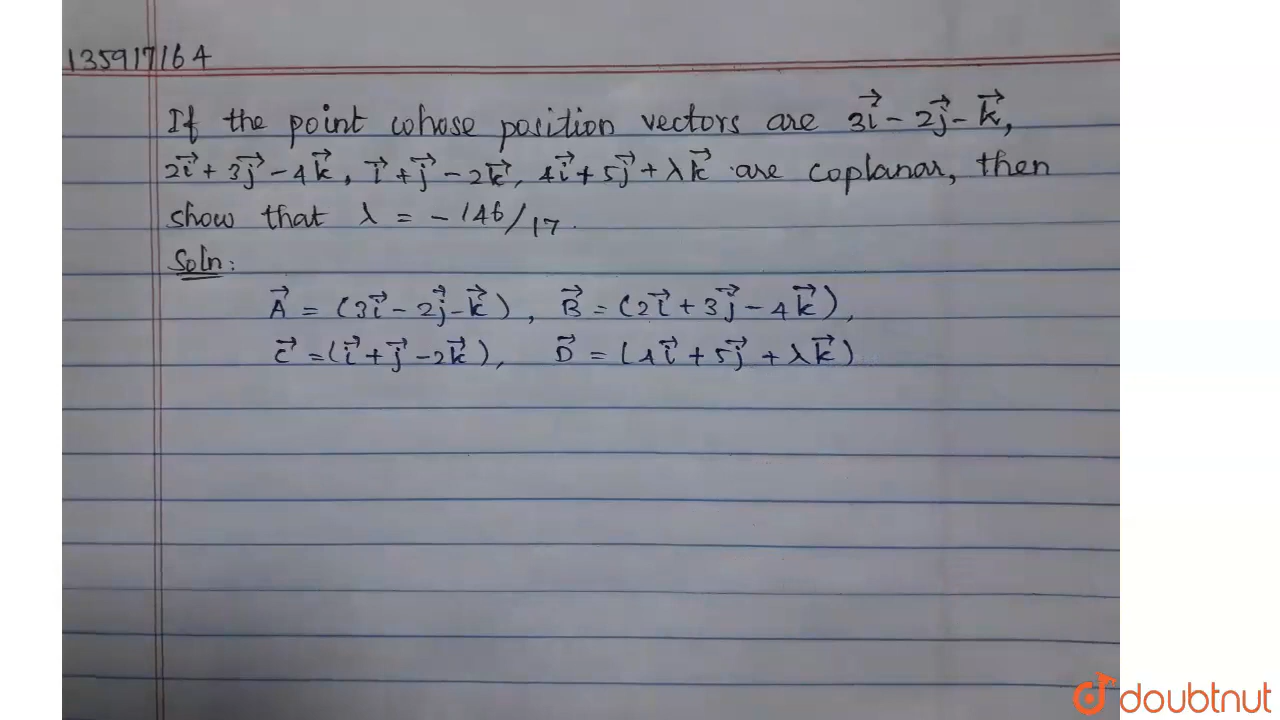 135917164
If the point whose position vectors are 3i⃗ - 2j⃗ - k⃗,
2i⃗ + 3j⃗ - 4k⃗, i⃗ + j⃗ - 2k⃗, 4i⃗ + 5j⃗ + λk⃗ are coplanar, then
show that λ = -146/17.
Soln:
A⃗ = (3i⃗ - 2j⃗ - k⃗), B⃗ = (2i⃗ + 3j⃗ - 4k⃗),
C⃗ = (i⃗ + j⃗ - 2k⃗), D⃗ = (4i⃗ + 5j⃗ + λk⃗)
doubtnut